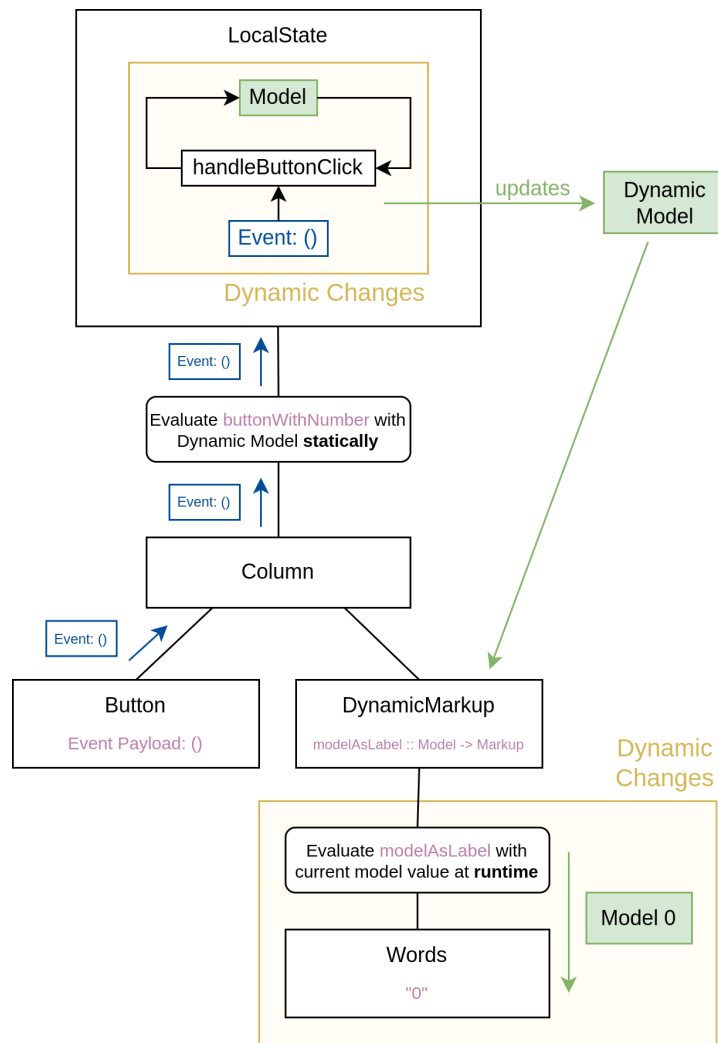 LocalState
Model
handleButtonClick
Event: ()
Dynamic Changes
updates
Dynamic
Model
Event: ()
Evaluate buttonWithNumber with
Dynamic Model statically
Event: ()
Column
Event: ()
Button
Event Payload: ()
DynamicMarkup
modelAsLabel :: Model -> Markup
Dynamic
Changes
Evaluate modelAsLabel with
current model value at runtime
Model 0
Words
"0"